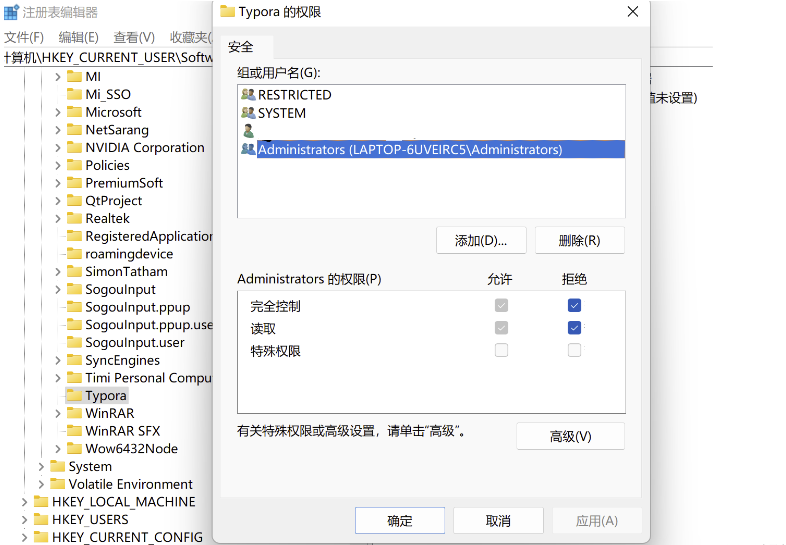 注册表编辑器
文件(F) 编辑(E) 查看(V) 收藏夹(
计算机\HKEY_CURRENT_USER\Softw
MI
Mi_SSO
Microsoft
NetSarang
NVIDIA Corporation
Policies
PremiumSoft
QtProject
Realtek
RegisteredApplication
roamingdevice
SimonTatham
SogouInput
SogouInput.ppup
SogouInput.ppup.use
SogouInput.user
SyncEngines
Timi Personal Compu
Typora
WinRAR
WinRAR SFX
Wow6432Node
System
Volatile Environment
HKEY_LOCAL_MACHINE
HKEY_USERS
HKEY_CURRENT_CONFIG
Typora 的权限
安全
组或用户名(G):
RESTRICTED
SYSTEM
Administrators (LAPTOP-6UVEIRC5\Administrators)
添加(D)... 删除(R)
Administrators 的权限(P) 允许 拒绝
完全控制
读取
特殊权限
有关特殊权限或高级设置，请单击“高级”。
高级(V)
确定 取消 应用(A)
值未设置)